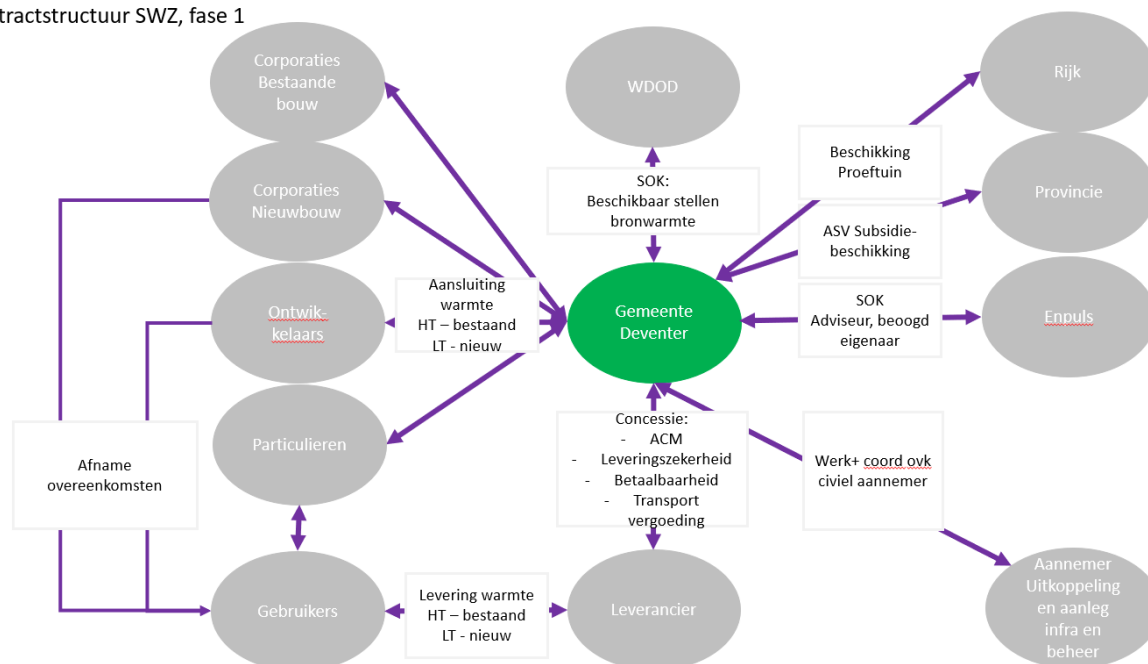 tractstructuur SWZ, fase 1
Corporaties
Bestaande
bouw
WDOD
Rijk
Beschikking
Proeftuin
SOK:
Beschikbaar stellen
bronwarmte
Corporaties
Nieuwbouw
Provincie
ASV Subsidie-
beschikking
Aansluiting
warmte
HT – bestaand
LT - nieuw
Ontwik-
kelaars
Gemeente
Deventer
SOK
Adviseur, beoogd
eigenaar
Enpuls
Particulieren
Concessie:
- ACM
- Leveringszekerheid
- Betaalbaarheid
- Transport
vergoeding
Werk+ coord ovk
civiel aannemer
Afname
overeenkomsten
Gebruikers
Levering warmte
HT – bestaand
LT - nieuw
Leverancier
Aannemer
Uitkoppeling
en aanleg
infra en
beheer